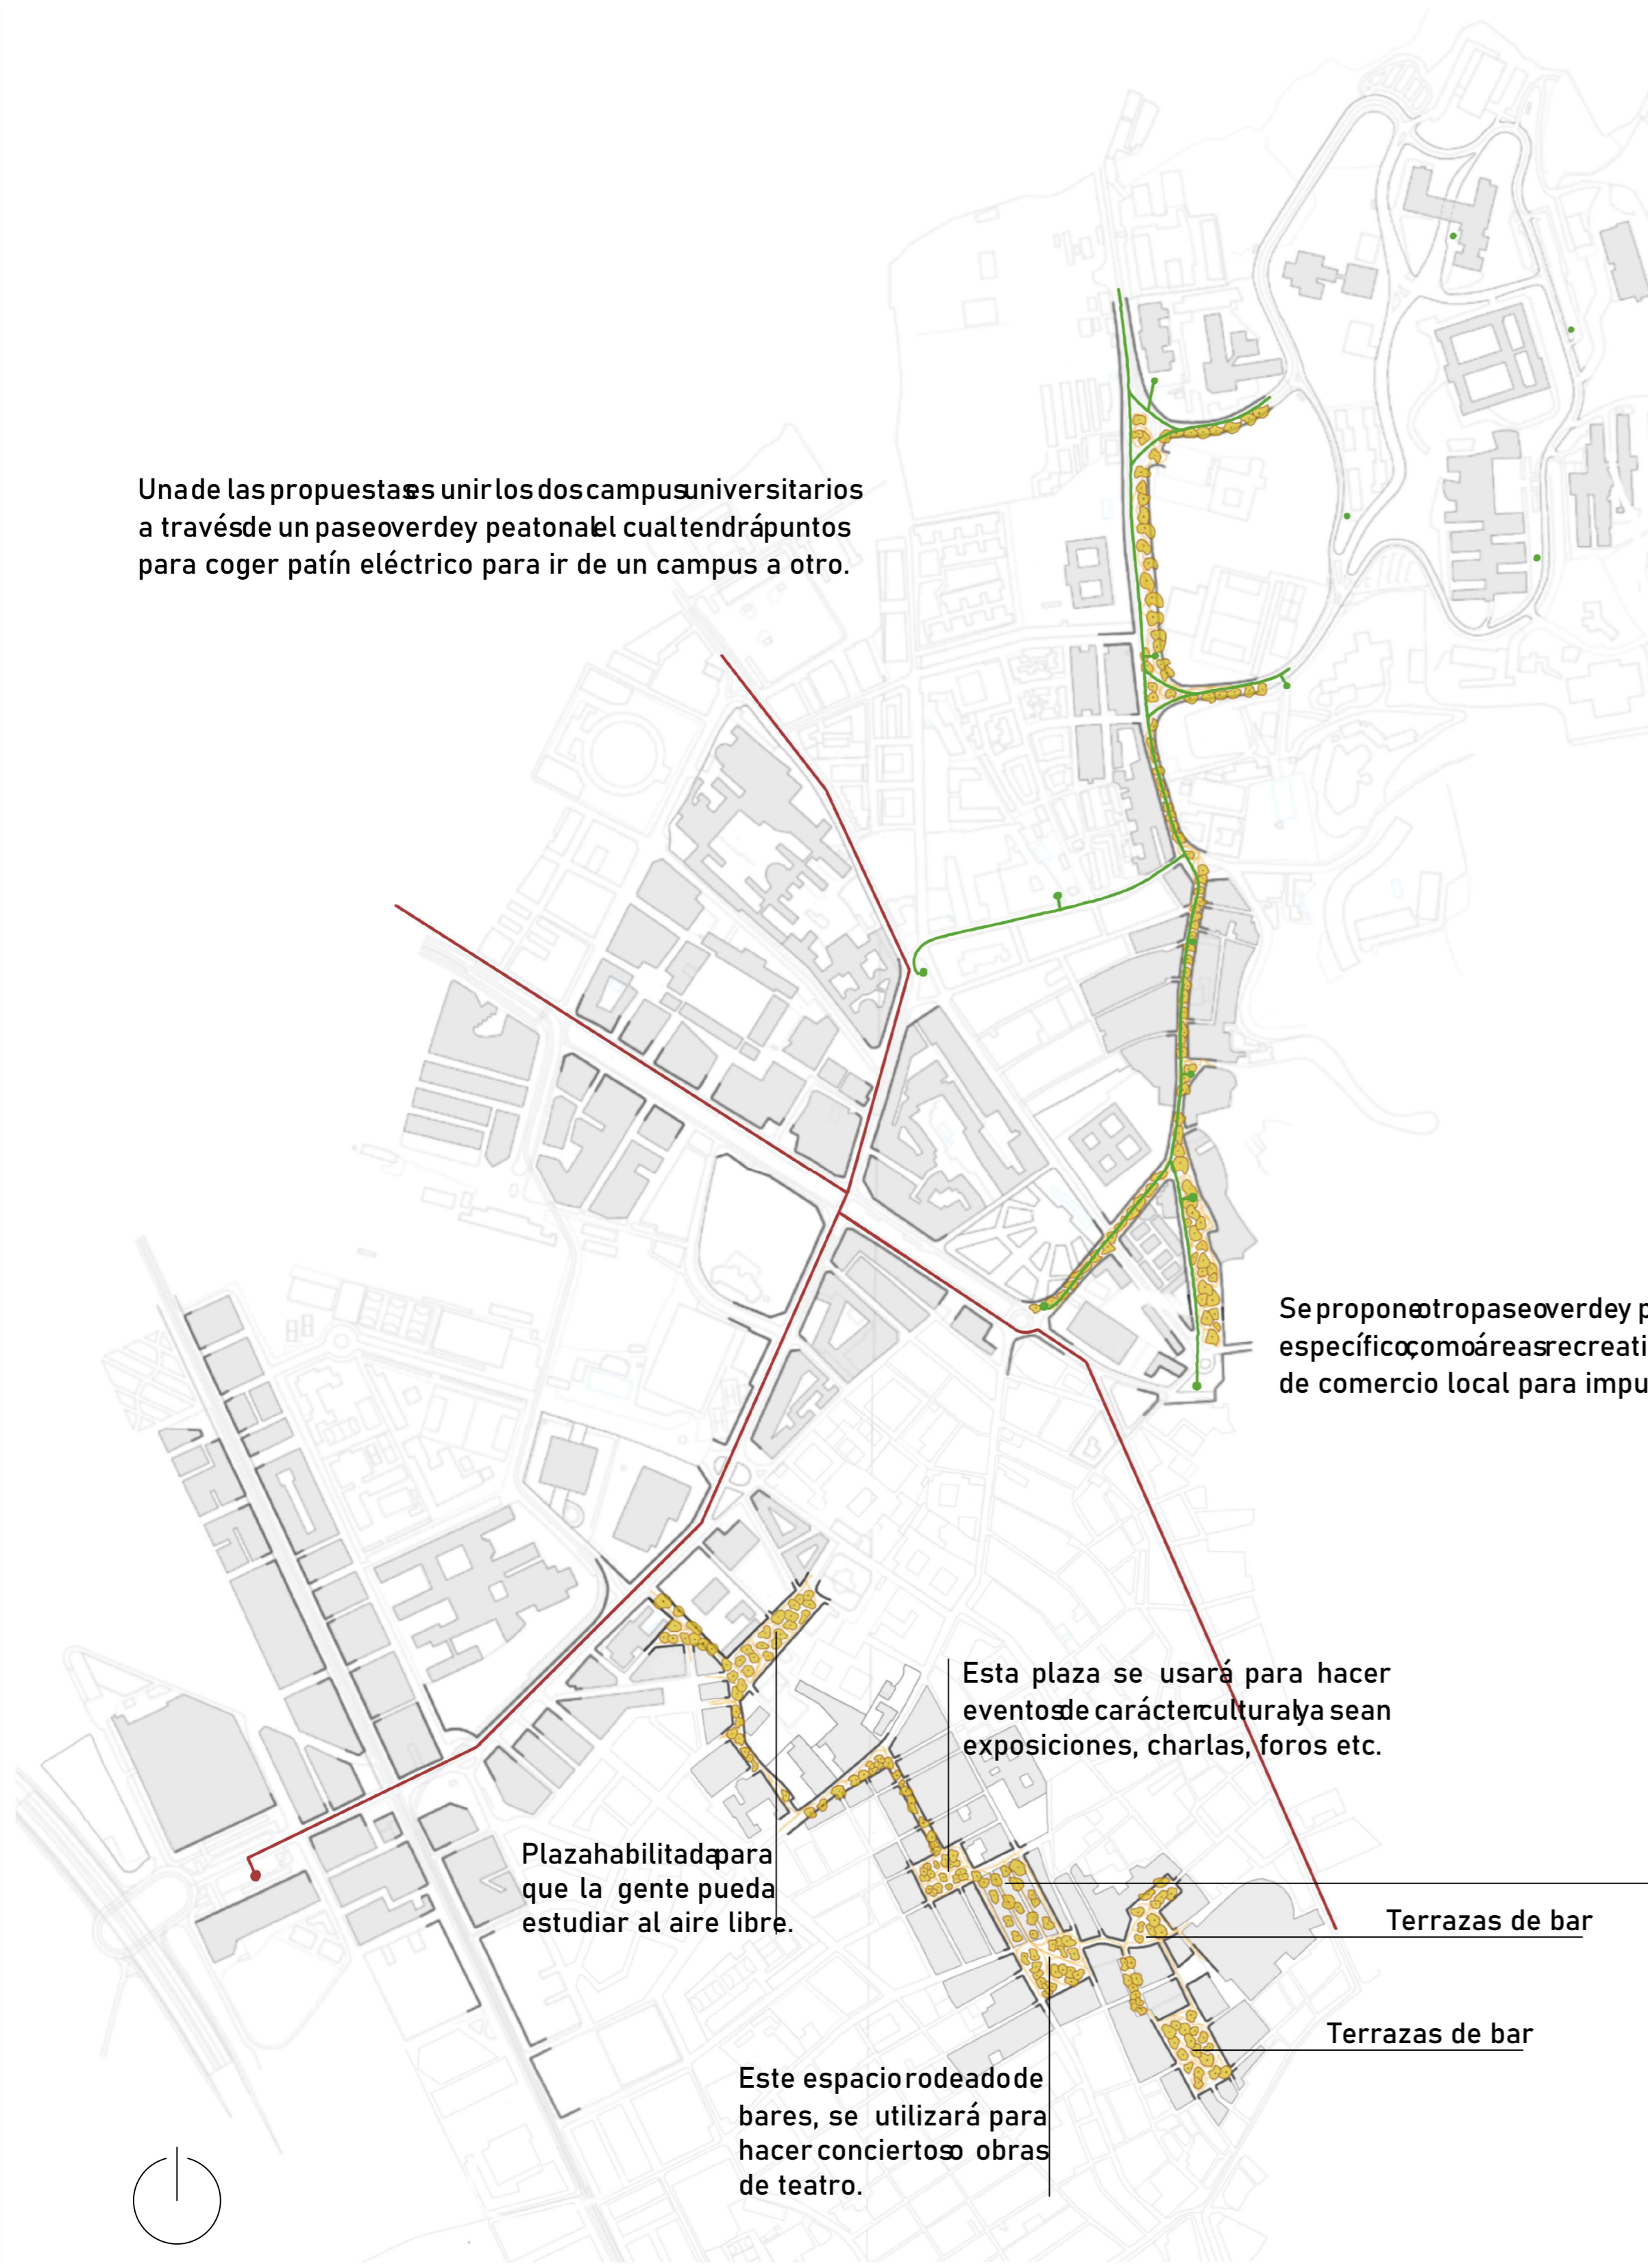 Una de las propuestas es unir los dos campus universitarios
a través de un paseo verde y peatonal el cual tendrá puntos
para coger patín eléctrico para ir de un campus a otro.
Se propone otro paseo verde y p
específico, como áreas recreati
de comercio local para impu
Esta plaza se usará para hacer
eventos de carácter cultural ya sean
exposiciones, charlas, foros etc.
Plaza habilitada para
que la gente pueda
estudiar al aire libre.
Terrazas de bar
Terrazas de bar
Este espacio rodeado de
bares, se utilizará para
hacer conciertos o obras
de teatro.